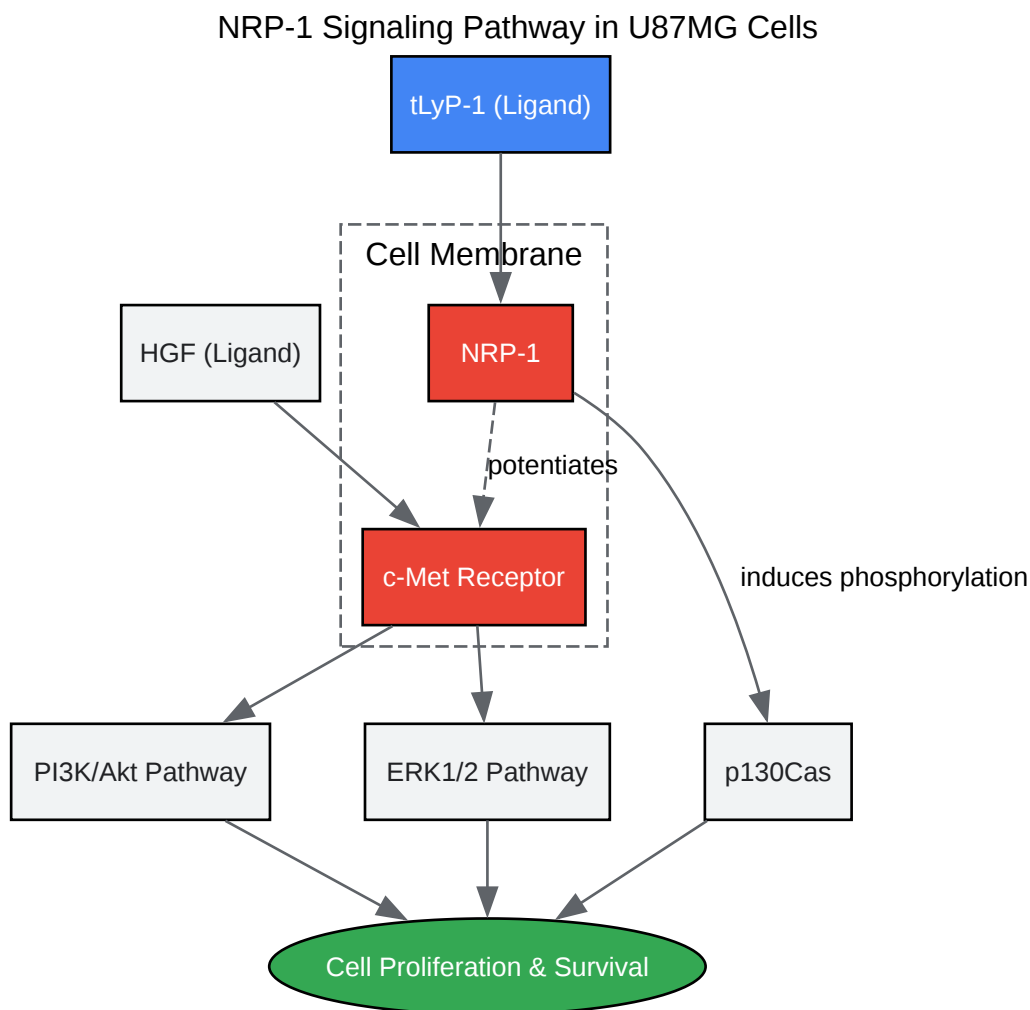 NRP-1 Signaling Pathway in U87MG Cells
tLyP-1 (Ligand)
Cell Membrane
HGF (Ligand)
NRP-1
potentiates
c-Met Receptor
induces phosphorylation
PI3K/Akt Pathway
ERK1/2 Pathway
p130Cas
Cell Proliferation & Survival